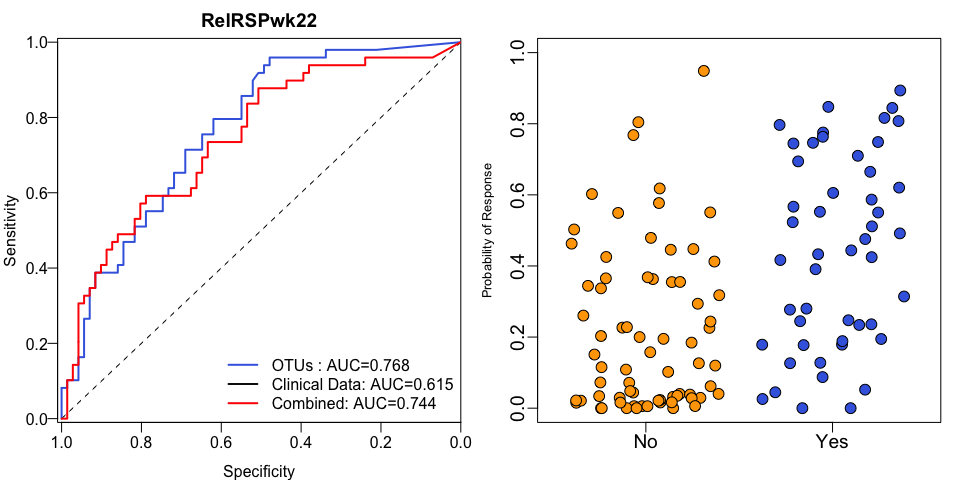 RelRSPwk22
1.0
0.8
0.6
0.4
0.2
0.0
Sensitivity
1.0
0.8
0.6
0.4
0.2
0.0
Specificity
OTUs : AUC=0.768
Clinical Data: AUC=0.615
Combined: AUC=0.744
1.0
0.8
0.6
0.4
0.2
0.0
Probability of Response
No
Yes